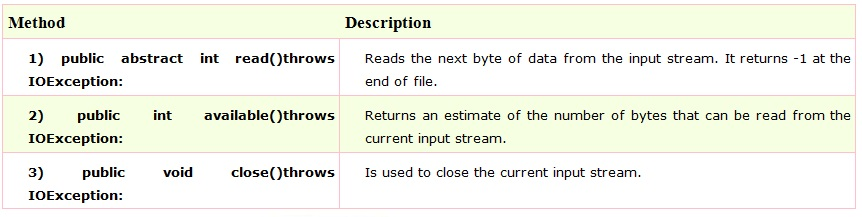 Method Description
1) public abstract int read()throws Reads the next byte of data from the input stream. It returns -1 at the
IOException: end of file.
2) public int available()throws Returns an estimate of the number of bytes that can be read from the
IOException: current input stream.
3) public void close()throws Is used to close the current input stream.
IOException: